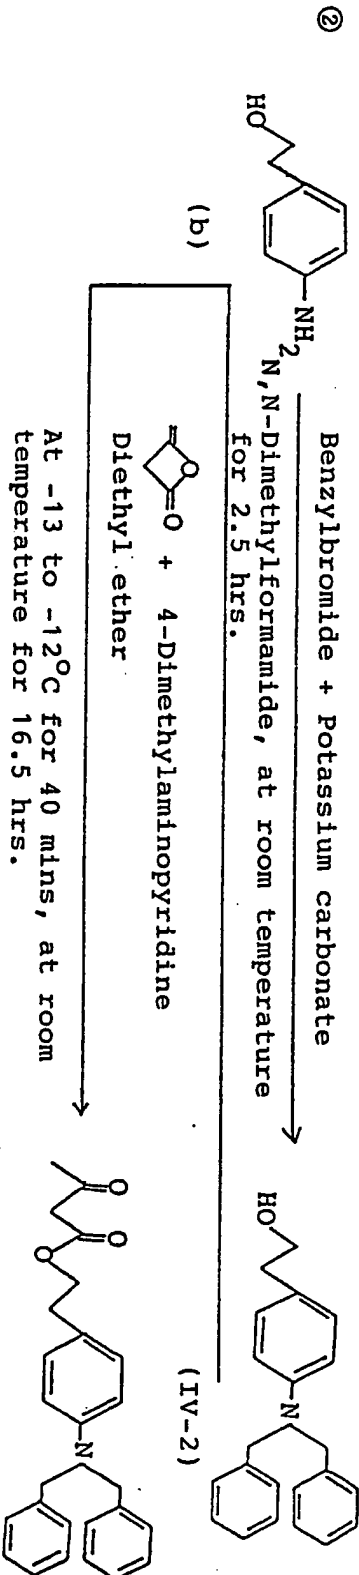 ②
HO
NH2
(b)
Benzylbromide + Potassium carbonate
N,N-Dimethylformamide, at room temperature
for 2.5 hrs.
HO
N
(IV-2)
O
O
+ 4-Dimethylaminopyridine
Diethyl ether
At -13 to -12°C for 40 mins, at room
temperature for 16.5 hrs.
O
O
O
N